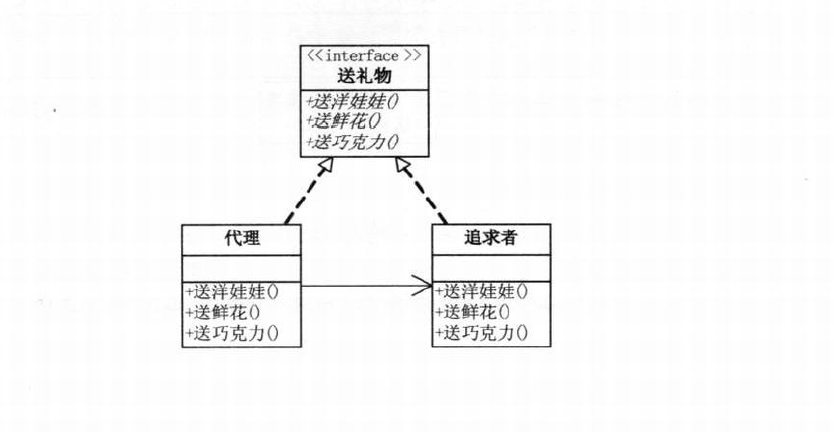 <<interface>>
送礼物
+送洋娃娃()
+送鲜花()
+送巧克力()
代理
追求者
+送洋娃娃()
+送鲜花()
+送巧克力()
+送洋娃娃()
+送鲜花()
+送巧克力()